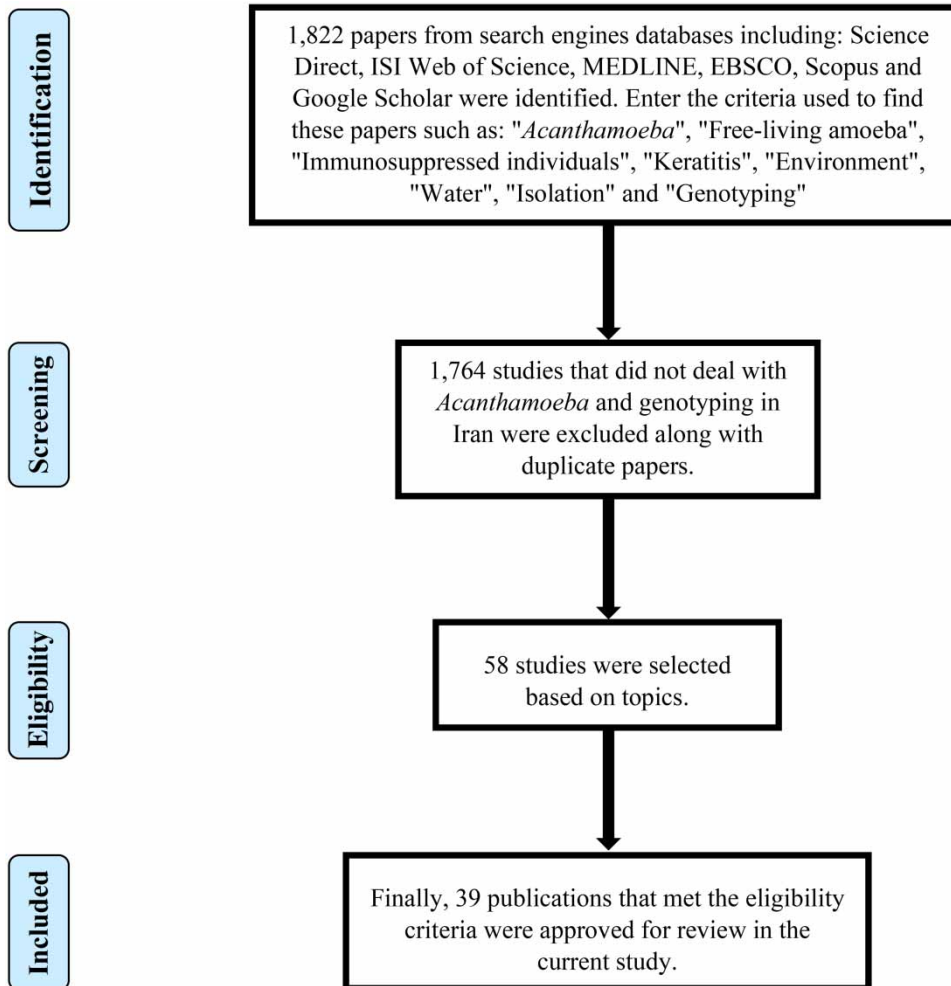 Identification
1,822 papers from search engines databases including: Science
Direct, ISI Web of Science, MEDLINE, EBSCO, Scopus and
Google Scholar were identified. Enter the criteria used to find
these papers such as: "Acanthamoeba", "Free-living amoeba",
"Immunosuppressed individuals", "Keratitis", "Environment",
"Water", "Isolation" and "Genotyping"
Screening
1,764 studies that did not deal with
Acanthamoeba and genotyping in
Iran were excluded along with
duplicate papers.
Eligibility
58 studies were selected
based on topics.
Included
Finally, 39 publications that met the eligibility
criteria were approved for review in the
current study.